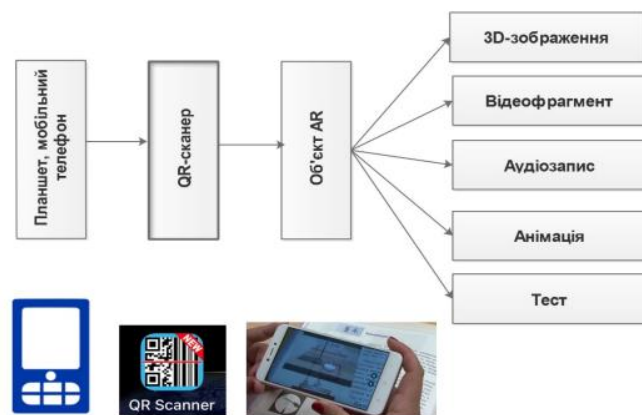 Планшет, мобільний
телефон
QR-сканер
Об'єкт AR
3D-зображення
Відеофрагмент
Аудіозапис
Анімація
Тест
NEW
QR Scanner